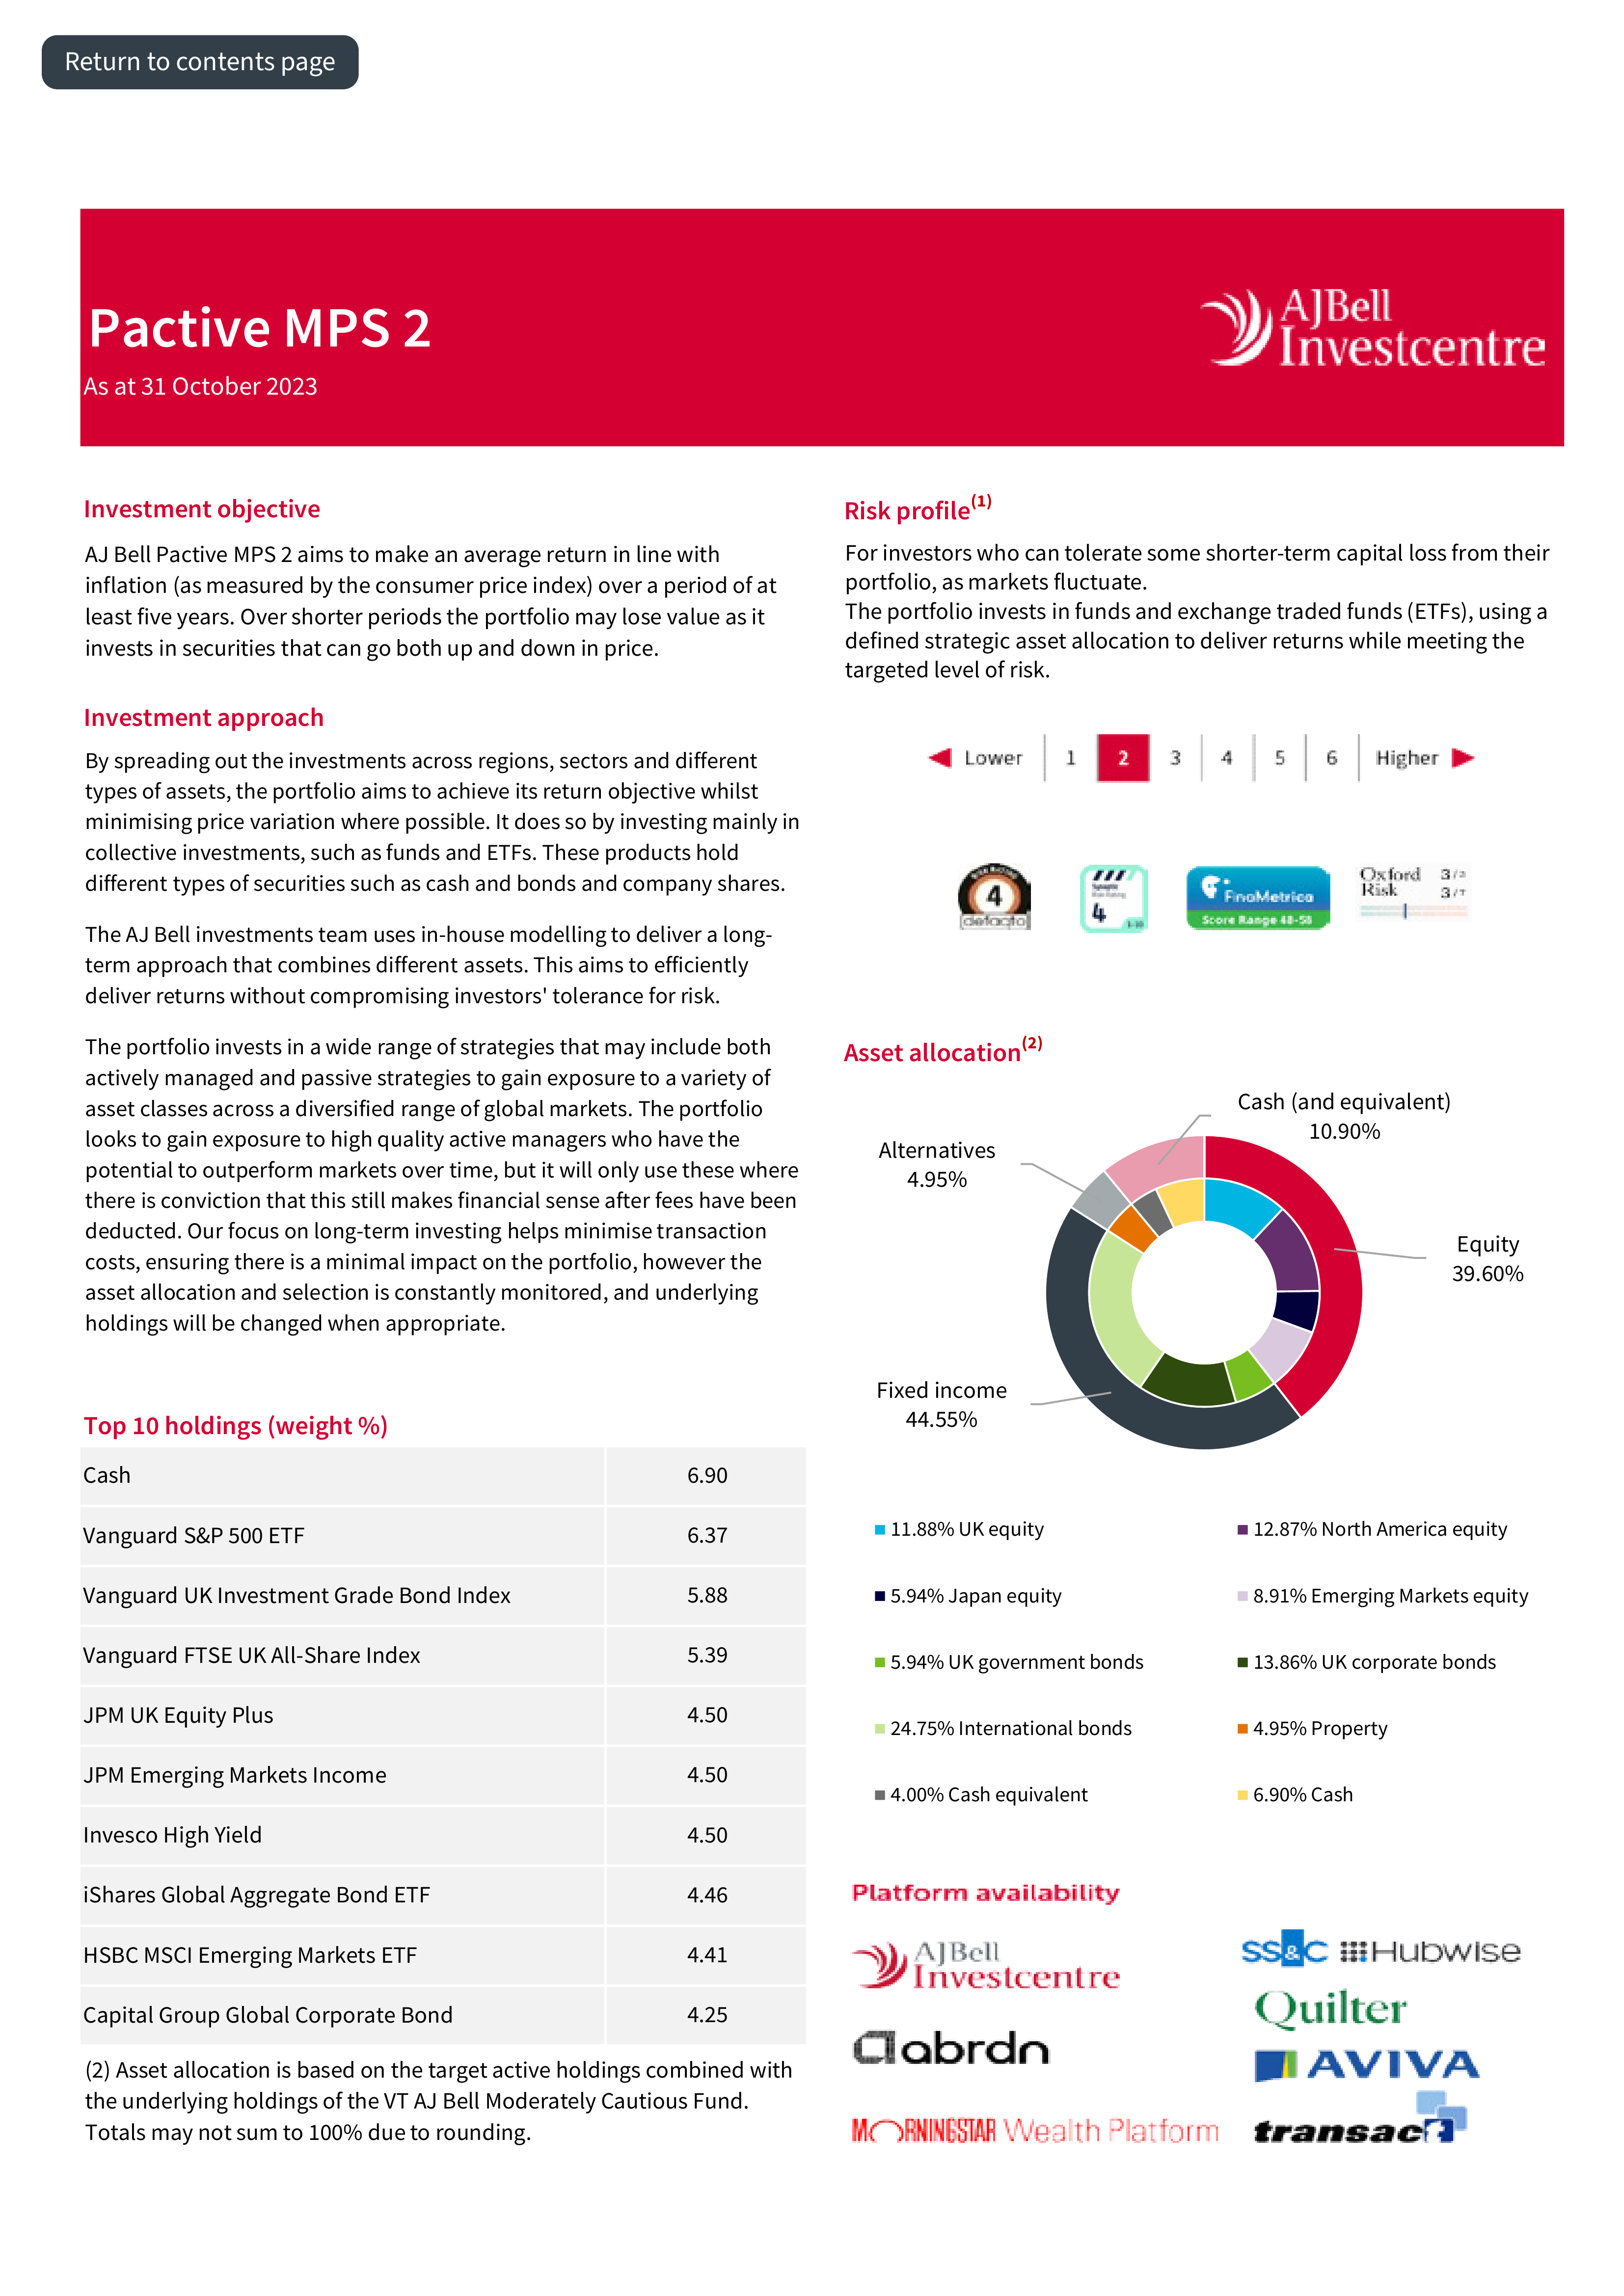 Return to contents page
Pactive MPS 2
As at 31 October 2023
AJBell
Investcentre
Investment objective
AJ Bell Pactive MPS 2 aims to make an average return in line with
inflation (as measured by the consumer price index) over a period of at
least five years. Over shorter periods the portfolio may lose value as it
invests in securities that can go both up and down in price.
Investment approach
By spreading out the investments across regions, sectors and different
types of assets, the portfolio aims to achieve its return objective whilst
minimising price variation where possible. It does so by investing mainly in
collective investments, such as funds and ETFs. These products hold
different types of securities such as cash and bonds and company shares.
The AJ Bell investments team uses in-house modelling to deliver a long-
term approach that combines different assets. This aims to efficiently
deliver returns without compromising investors' tolerance for risk.
The portfolio invests in a wide range of strategies that may include both
actively managed and passive strategies to gain exposure to a variety of
asset classes across a diversified range of global markets. The portfolio
looks to gain exposure to high quality active managers who have the
potential to outperform markets over time, but it will only use these where
there is conviction that this still makes financial sense after fees have been
deducted. Our focus on long-term investing helps minimise transaction
costs, ensuring there is a minimal impact on the portfolio, however the
asset allocation and selection is constantly monitored, and underlying
holdings will be changed when appropriate.
Top 10 holdings (weight %)
Cash 6.90
Vanguard S&P 500 ETF 6.37
Vanguard UK Investment Grade Bond Index 5.88
Vanguard FTSE UK All-Share Index 5.39
JPM UK Equity Plus 4.50
JPM Emerging Markets Income 4.50
Invesco High Yield 4.50
iShares Global Aggregate Bond ETF 4.46
HSBC MSCI Emerging Markets ETF 4.41
Capital Group Global Corporate Bond 4.25
(2) Asset allocation is based on the target active holdings combined with
the underlying holdings of the VT AJ Bell Moderately Cautious Fund.
Totals may not sum to 100% due to rounding.
Risk profile(1)
For investors who can tolerate some shorter-term capital loss from their
portfolio, as markets fluctuate.
The portfolio invests in funds and exchange traded funds (ETFs), using a
defined strategic asset allocation to deliver returns while meeting the
targeted level of risk.
Lower 1 2 3 4 5 6 Higher
4
defaqto
Synaptic
Risk Rating
4
1-10
FinaMetrica
Score Range 48-58
Oxford 3/5
Risk 3/7
Asset allocation(2)
Cash (and equivalent)
10.90%
Alternatives
4.95%
Equity
39.60%
Fixed income
44.55%
11.88% UK equity 12.87% North America equity
5.94% Japan equity 8.91% Emerging Markets equity
5.94% UK government bonds 13.86% UK corporate bonds
24.75% International bonds 4.95% Property
4.00% Cash equivalent 6.90% Cash
Platform availability
AJBell
Investcentre
SS&C Hubwise
Quilter
abrdn
AVIVA
MORNINGSTAR Wealth Platform
transact